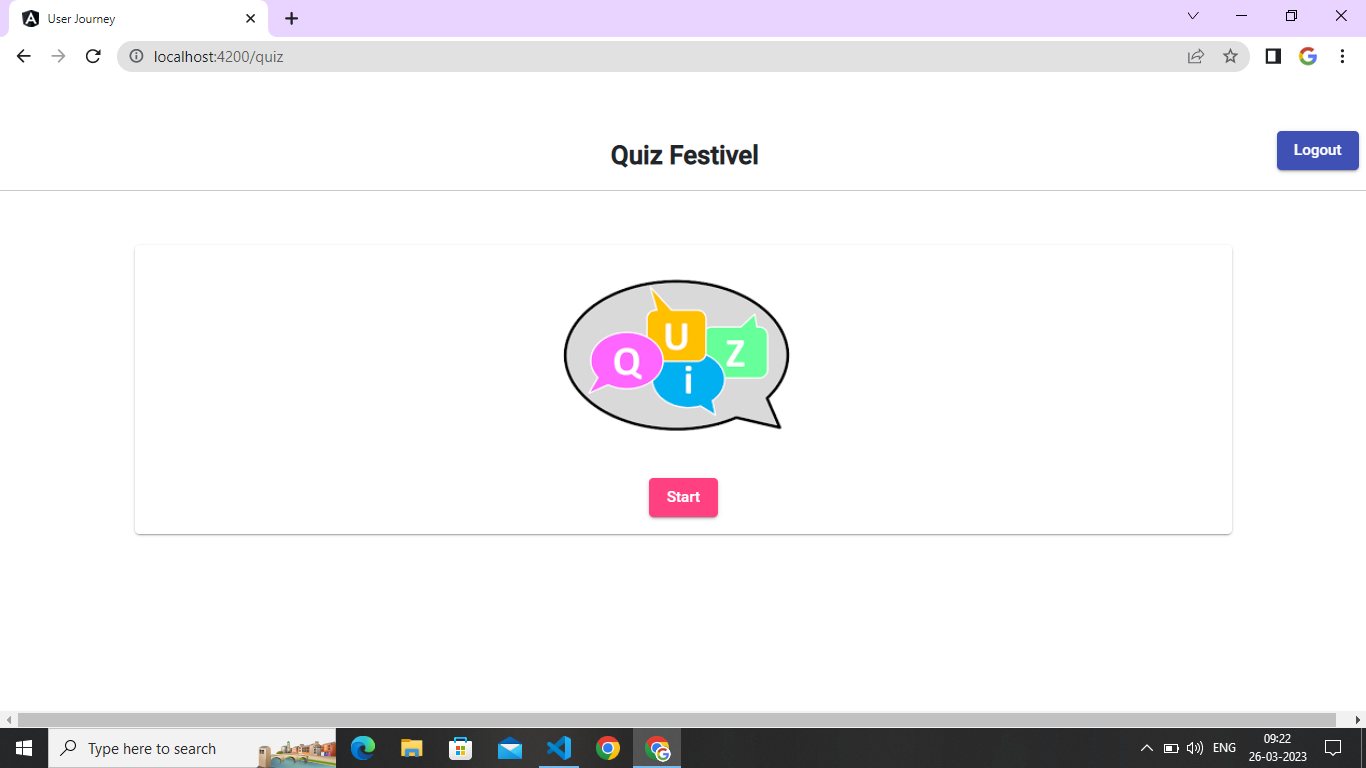 User Journey
localhost:4200/quiz
Quiz Festivel
Logout
Q U i Z
Start
Type here to search
ENG
09:22
26-03-2023